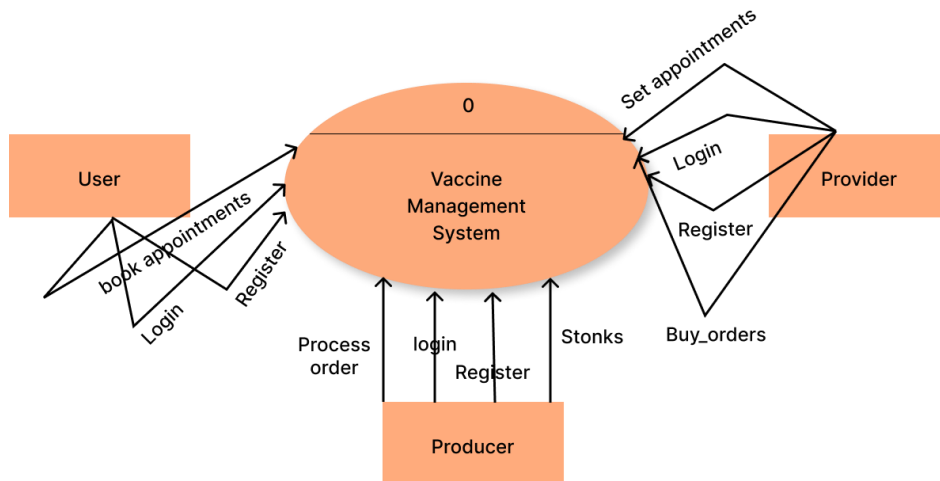 Set appointments
0
User
Vaccine
Management
System
Login
Provider
book appointments
Register
Register
Login
Process
order
login
Register
Stonks
Buy_orders
Producer